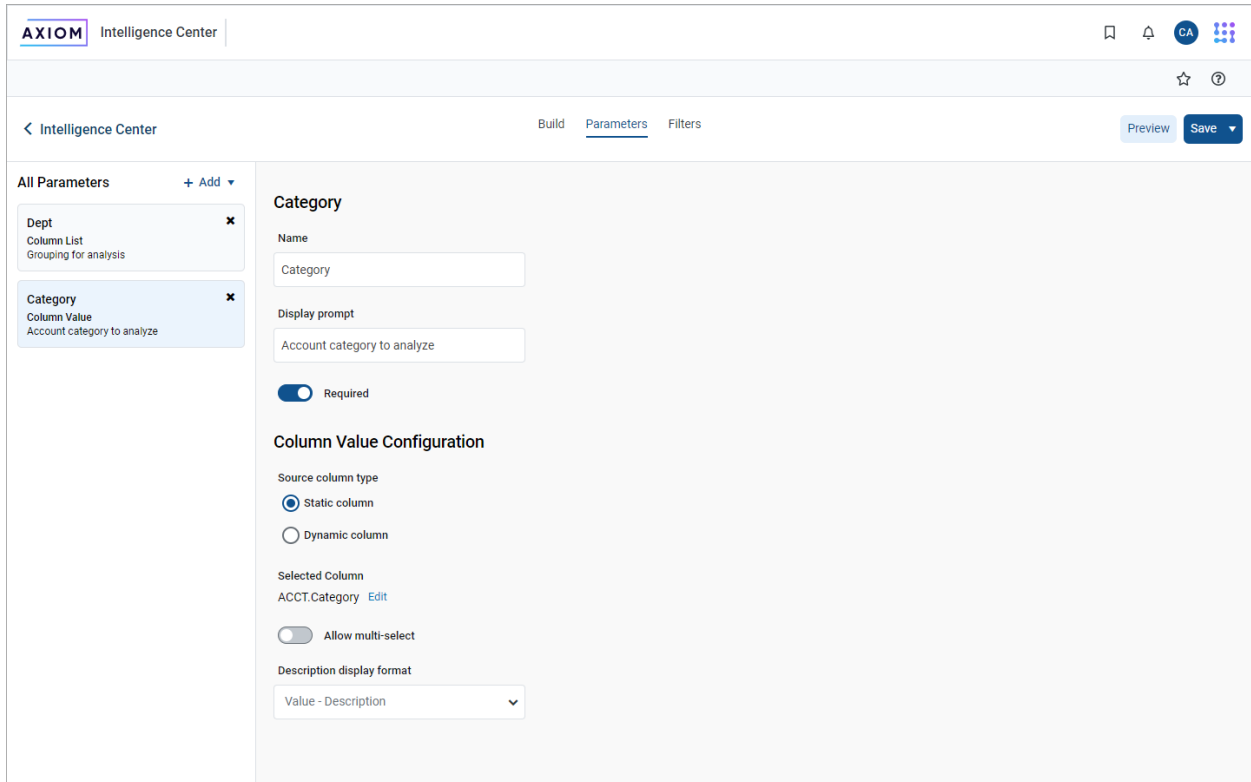 AXIOM Intelligence Center
CA
Intelligence Center
Build Parameters Filters
Preview Save
All Parameters
+ Add
Dept
Column List
Grouping for analysis
Category
Column Value
Account category to analyze
Category
Name
Category
Display prompt
Account category to analyze
Required
Column Value Configuration
Source column type
Static column
Dynamic column
Selected Column
ACCT.Category Edit
Allow multi-select
Description display format
Value - Description